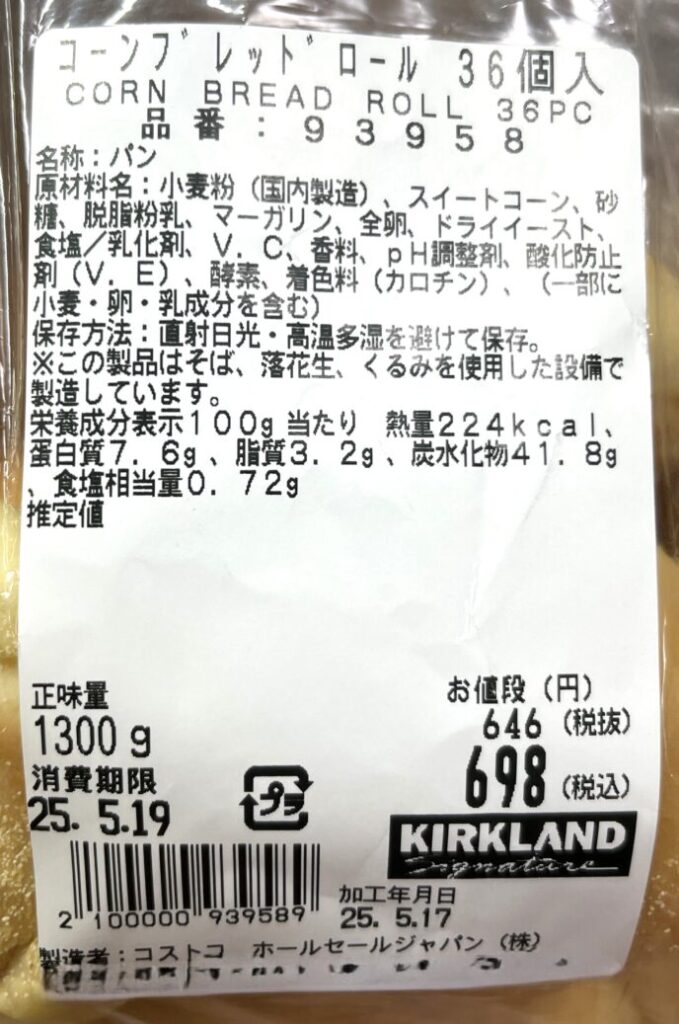 コーンブレッドロール 36個入
CORN BREAD ROLL 36PC
品番:93958
名称:パン
原材料名:小麦粉(国内製造)、スイートコーン、砂
糖、脱脂粉乳、マーガリン、全卵、ドライイースト、
食塩/乳化剤、V.C、香料、pH調整剤、酸化防止
剤(V.E)、酵素、着色料(カロチン)、(一部に
小麦・卵・乳成分を含む)
保存方法:直射日光・高温多湿を避けて保存。
※この製品はそば、落花生、くるみを使用した設備で
製造しています。
栄養成分表示100g当たり 熱量224kcal、
蛋白質7.6g、脂質3.2g、炭水化物41.8g
、食塩相当量0.72g
推定値
正味量
1300g
お値段(円)
646(税抜)
698(税込)
消費期限
25. 5.19
プラ
KIRKLAND
Signature
2 100000 939589
加工年月日
25. 5.17
製造者:コストコ ホールセールジャパン(株)